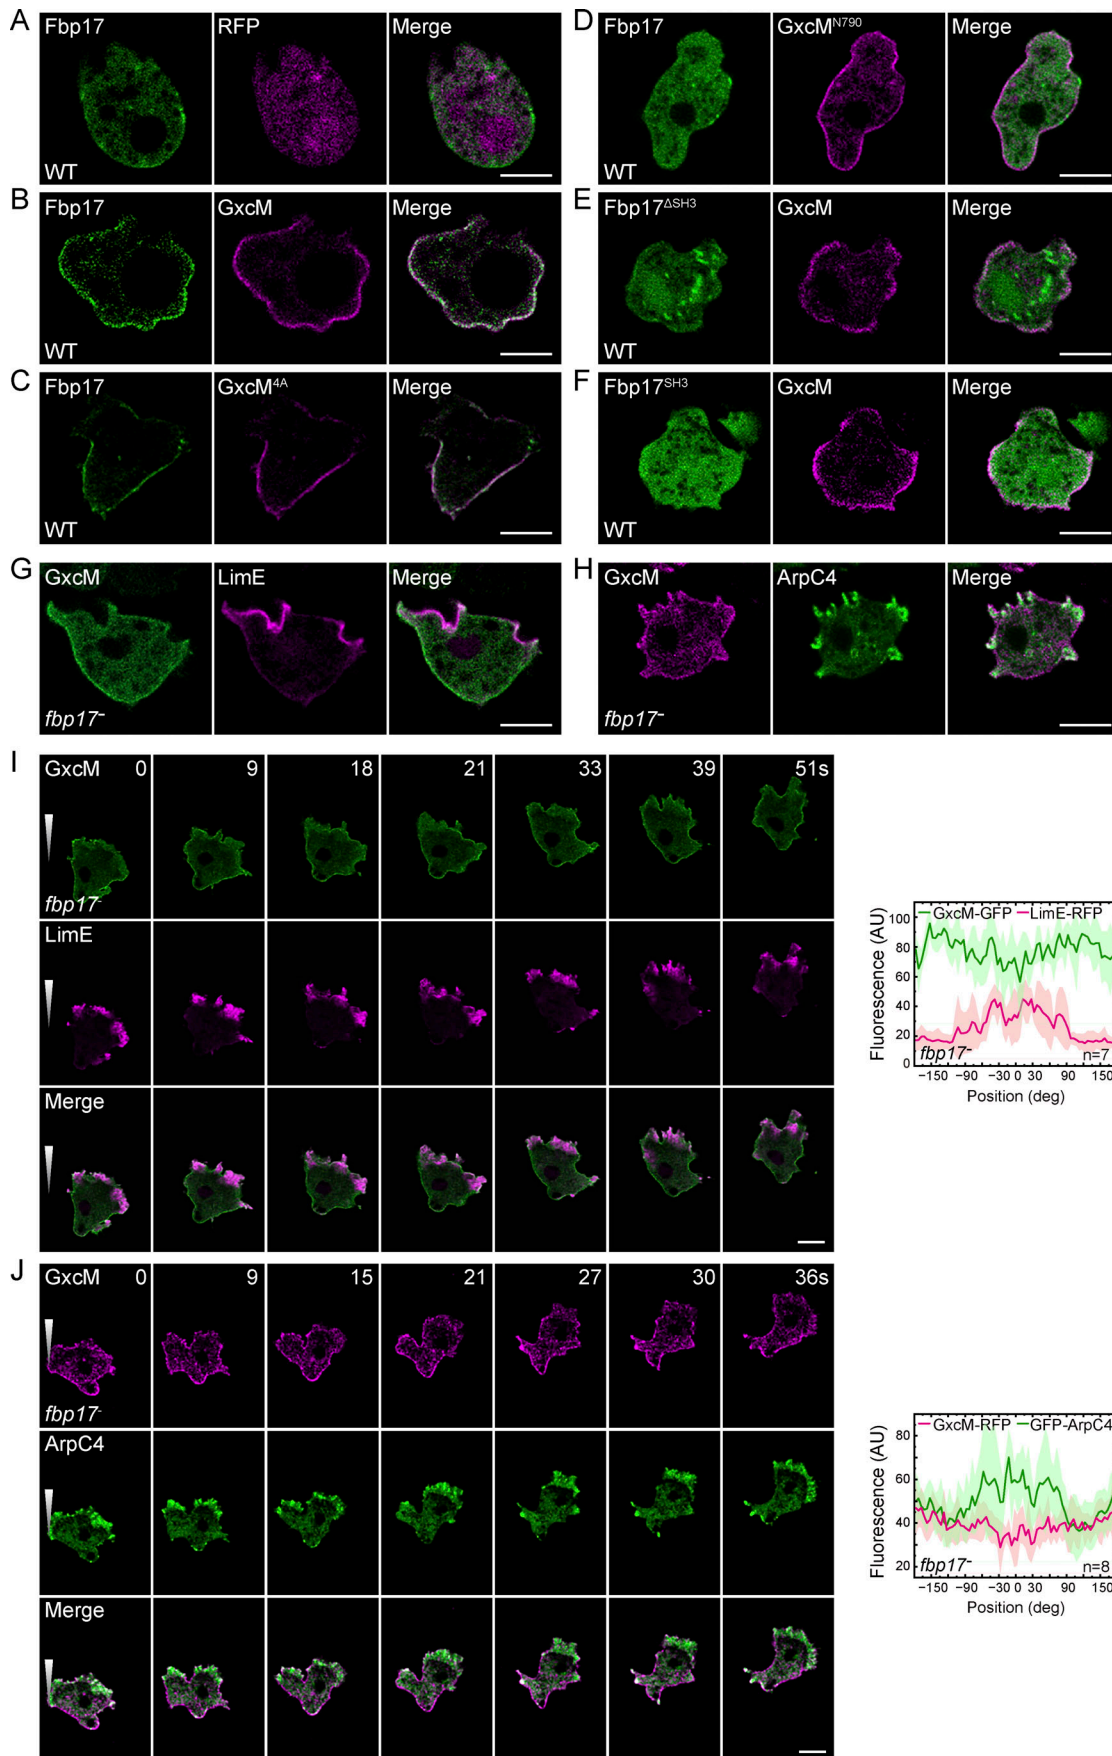 A Fbp17 RFP Merge
WT
D Fbp17 GxcM^N790 Merge
WT
B Fbp17 GxcM Merge
WT
E Fbp17^ΔSH3 GxcM Merge
WT
C Fbp17 GxcM^4A Merge
WT
F Fbp17^SH3 GxcM Merge
WT
G GxcM LimE Merge
fbp17⁻
H GxcM ArpC4 Merge
fbp17⁻
I GxcM 0 9 18 21 33 39 51s
fbp17⁻
LimE
Merge
100
80
60
40
20
0
Fluorescence (AU)
GxcM-GFP LimE-RFP
fbp17⁻ n=7
−150 −90 −30 0 30 90 150
Position (deg)
J GxcM 0 9 15 21 27 30 36s
fbp17⁻
ArpC4
Merge
80
60
40
20
Fluorescence (AU)
GxcM-RFP GFP-ArpC4
fbp17⁻ n=8
−150 −90 −30 0 30 90 150
Position (deg)